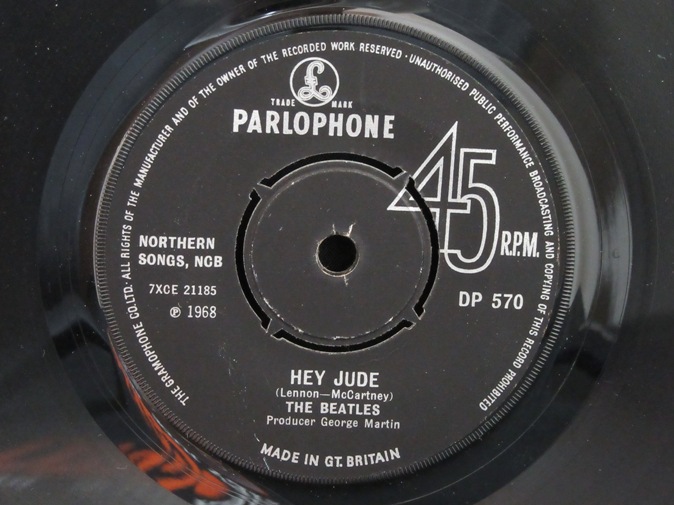 THE GRAMOPHONE CO.LTD. · ALL RIGHTS OF THE MANUFACTURER AND OF THE OWNER OF THE RECORDED WORK RESERVED · UNAUTHORISED PUBLIC PERFORMANCE BROADCASTING AND COPYING OF THIS RECORD PROHIBITED
£
TRADE MARK
PARLOPHONE
45 R.P.M.
NORTHERN
SONGS, NCB
7XCE 21185
℗ 1968
DP 570
HEY JUDE
(Lennon—McCartney)
THE BEATLES
Producer George Martin
MADE IN GT. BRITAIN